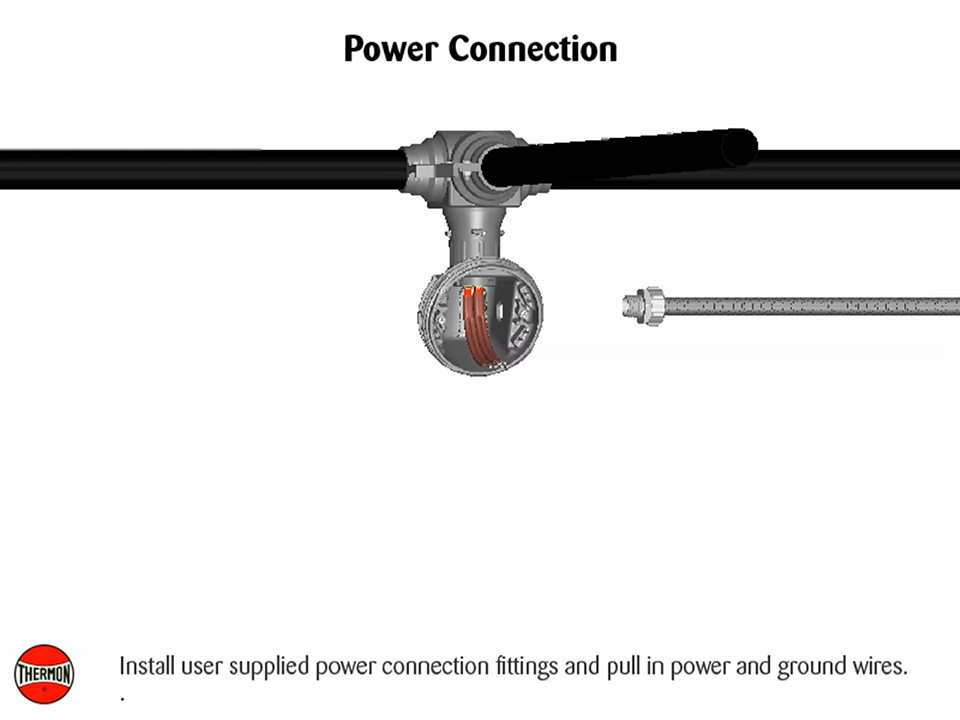 Power Connection
THERMON
Install user supplied power connection fittings and pull in power and ground wires.
.